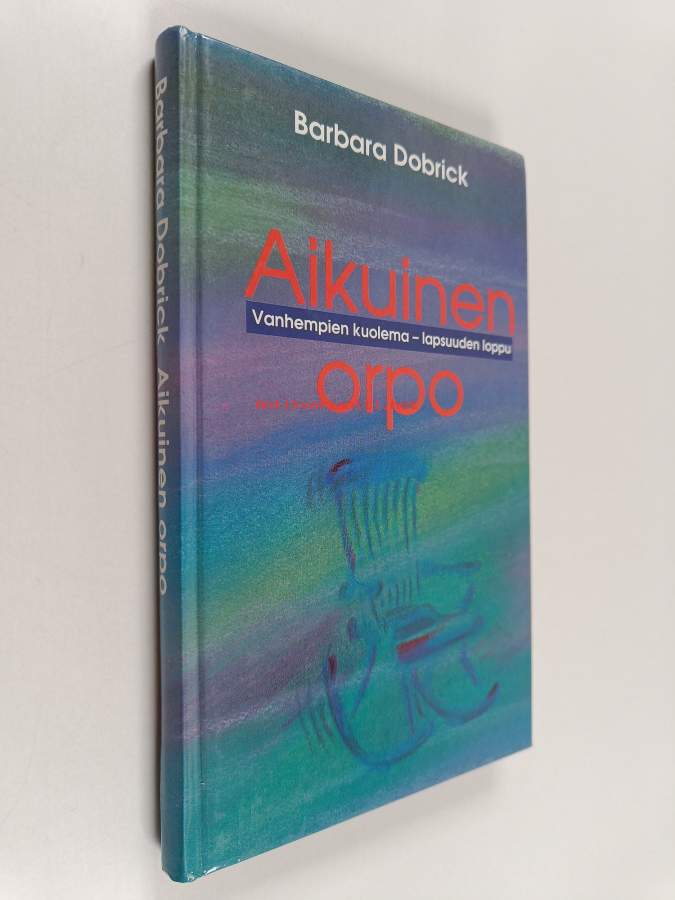 Barbara Dobrick
Aikuinen
Vanhempien kuolema – lapsuuden loppu
orpo
Barbara Dobrick Aikuinen orpo